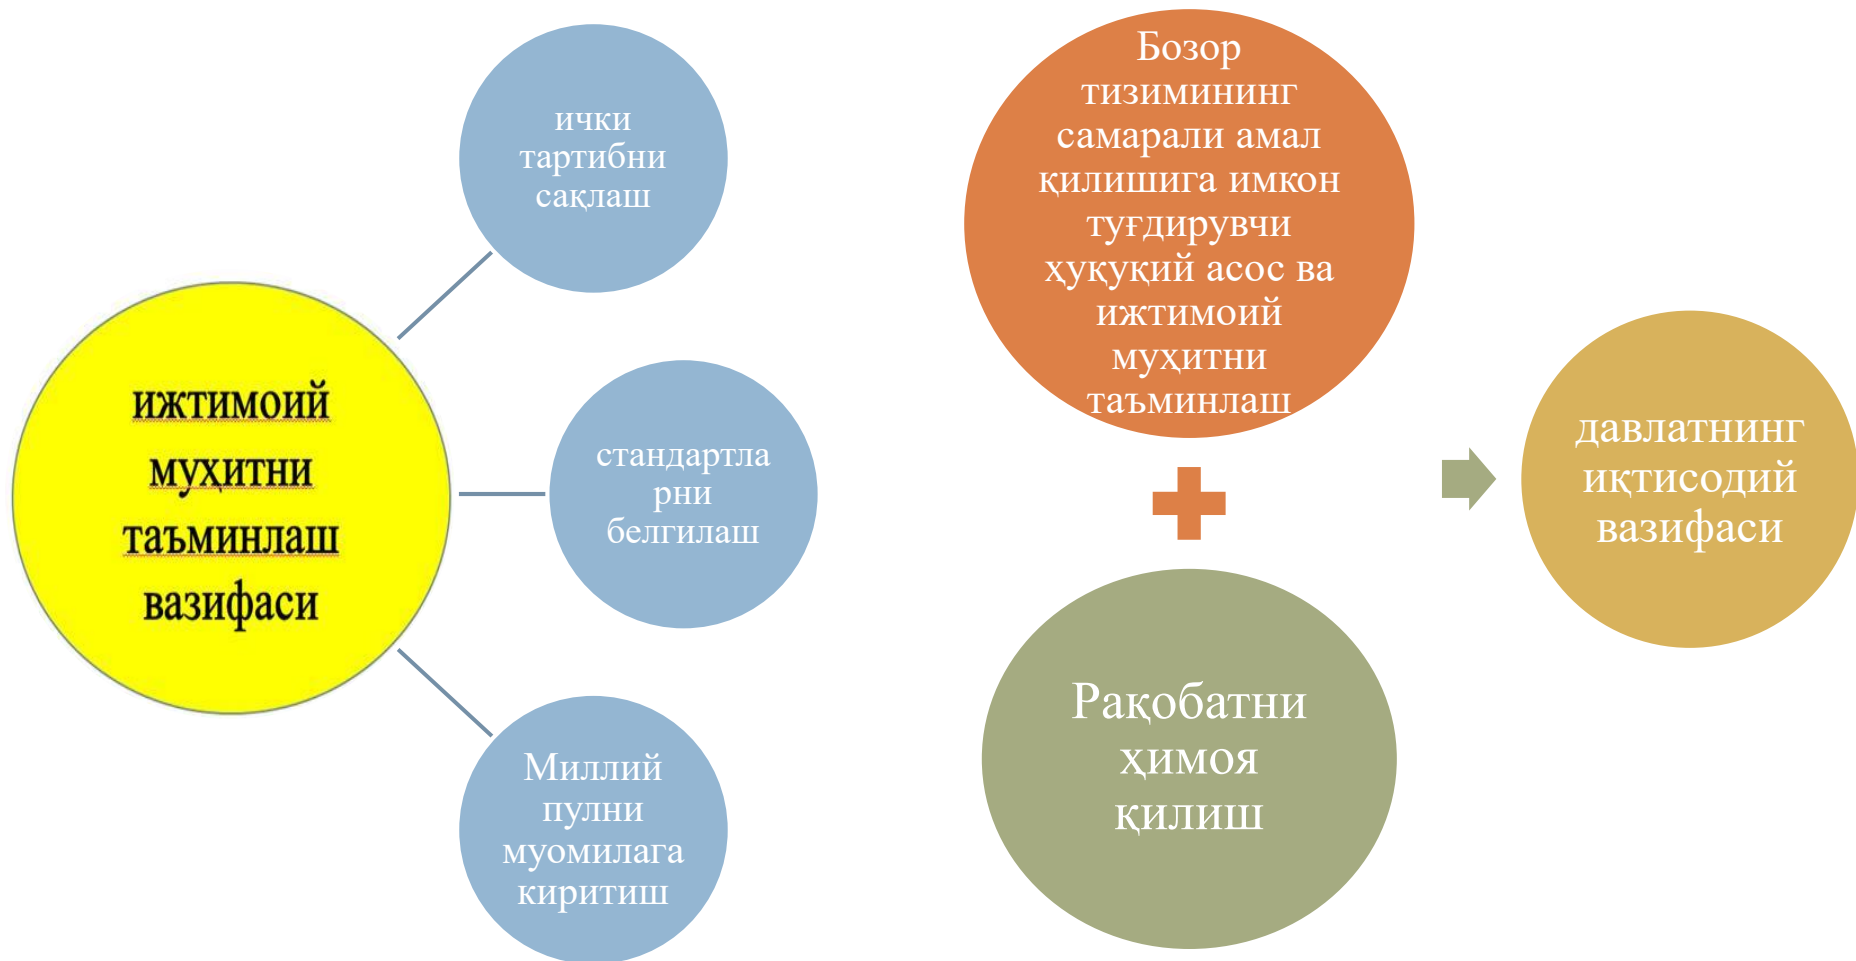 ижтимоий
муҳитни
таъминлаш
вазифаси
ички
тартибни
сақлаш
стандартла
рни
белгилаш
Миллий
пулни
муомилага
киритиш
Бозор
тизимининг
самарали амал
қилишига имкон
туғдирувчи
ҳуқуқий асос ва
ижтимоий
муҳитни
таъминлаш
Рақобатни
ҳимоя
қилиш
давлатнинг
иқтисодий
вазифаси